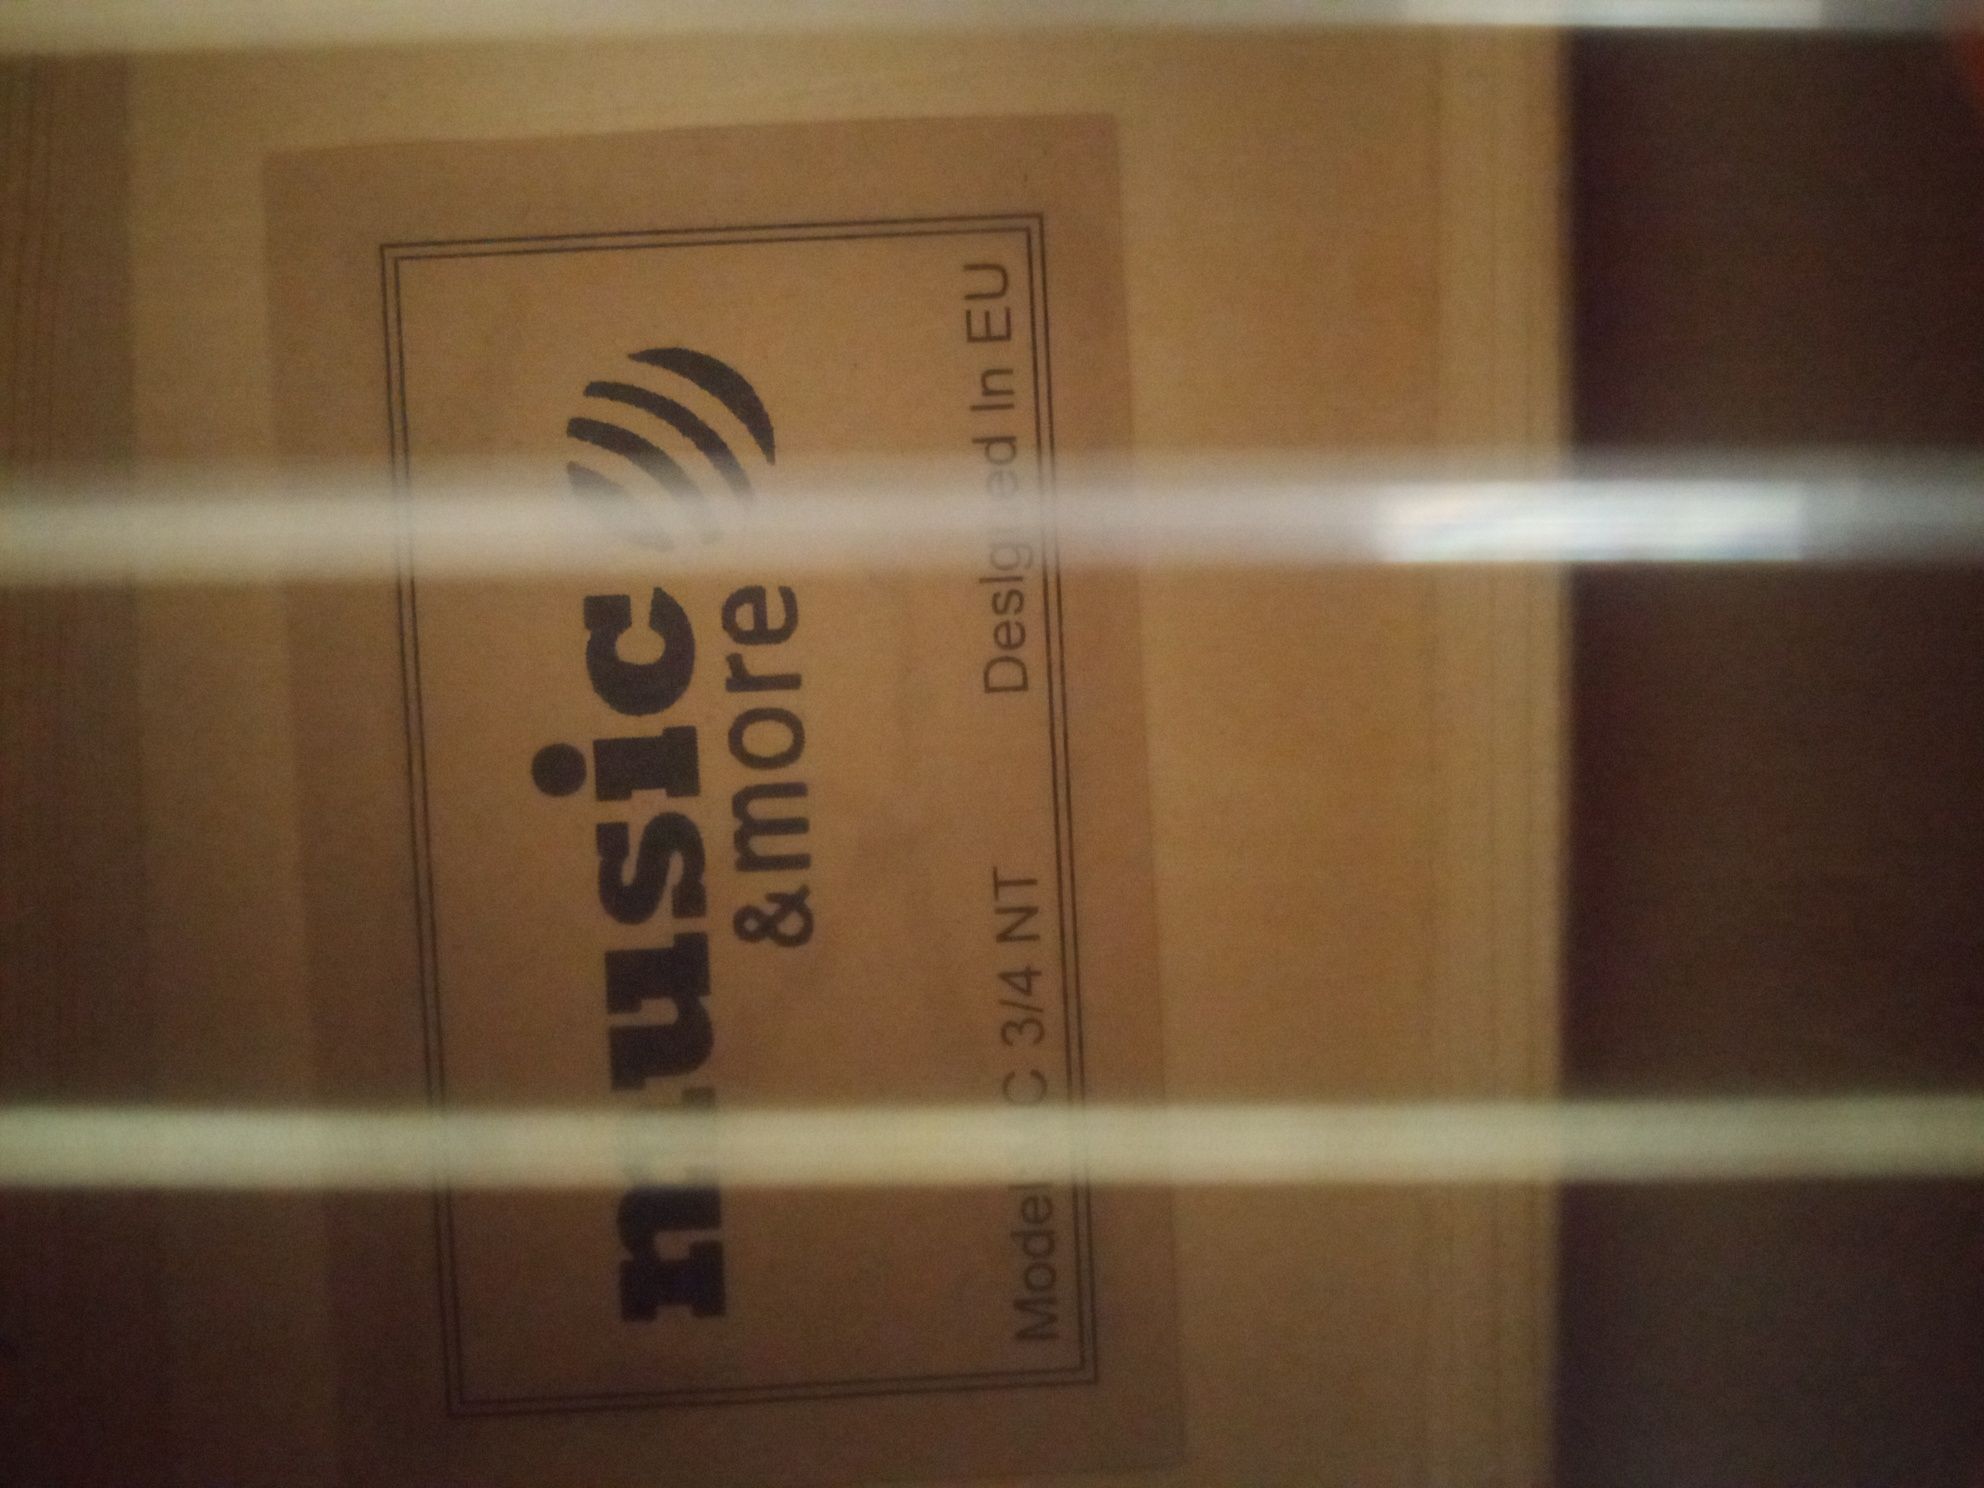 music
&more
Model: C 3/4 NT Designed In EU